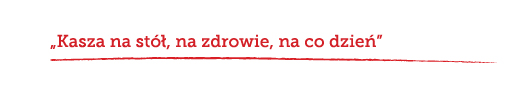 „Kasza na stół, na zdrowie, na co dzień”